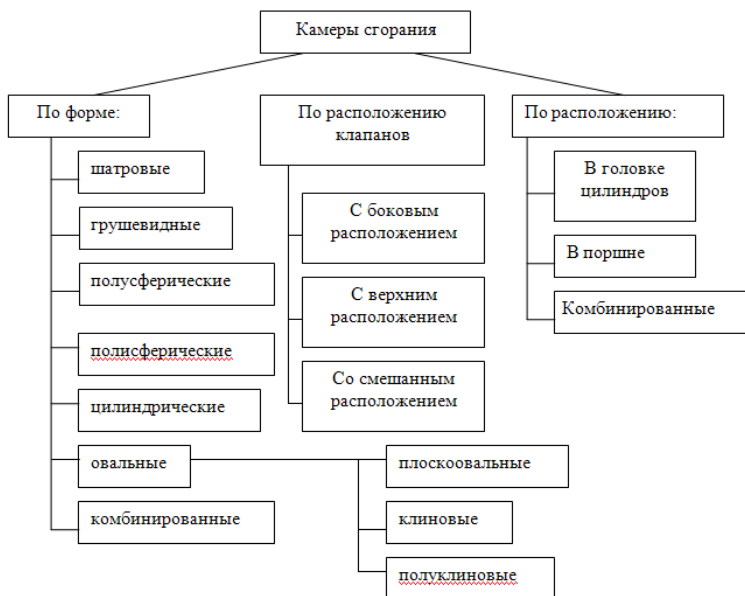 Камеры сгорания
По форме:
шатровые
грушевидные
полусферические
полисферические
цилиндрические
овальные
плоскоовальные
клиновые
полуклиновые
комбинированные
По расположению
клапанов
С боковым
расположением
С верхним
расположением
Со смешанным
расположением
По расположению:
В головке
цилиндров
В поршне
Комбинированные